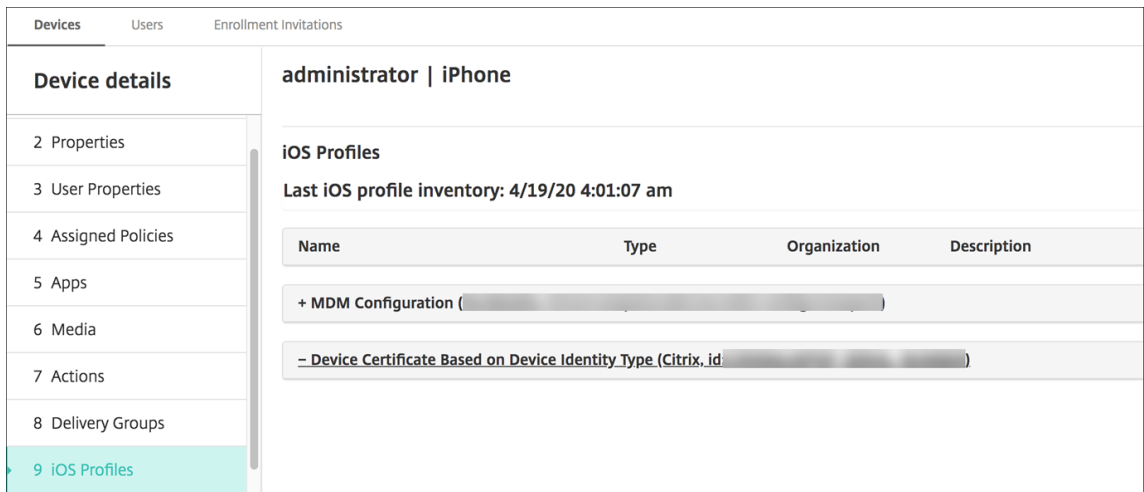 Devices Users Enrollment Invitations
Device details
2 Properties
3 User Properties
4 Assigned Policies
5 Apps
6 Media
7 Actions
8 Delivery Groups
9 iOS Profiles
administrator | iPhone
iOS Profiles
Last iOS profile inventory: 4/19/20 4:01:07 am
Name Type Organization Description
+ MDM Configuration ( )
– Device Certificate Based on Device Identity Type (Citrix, id: )